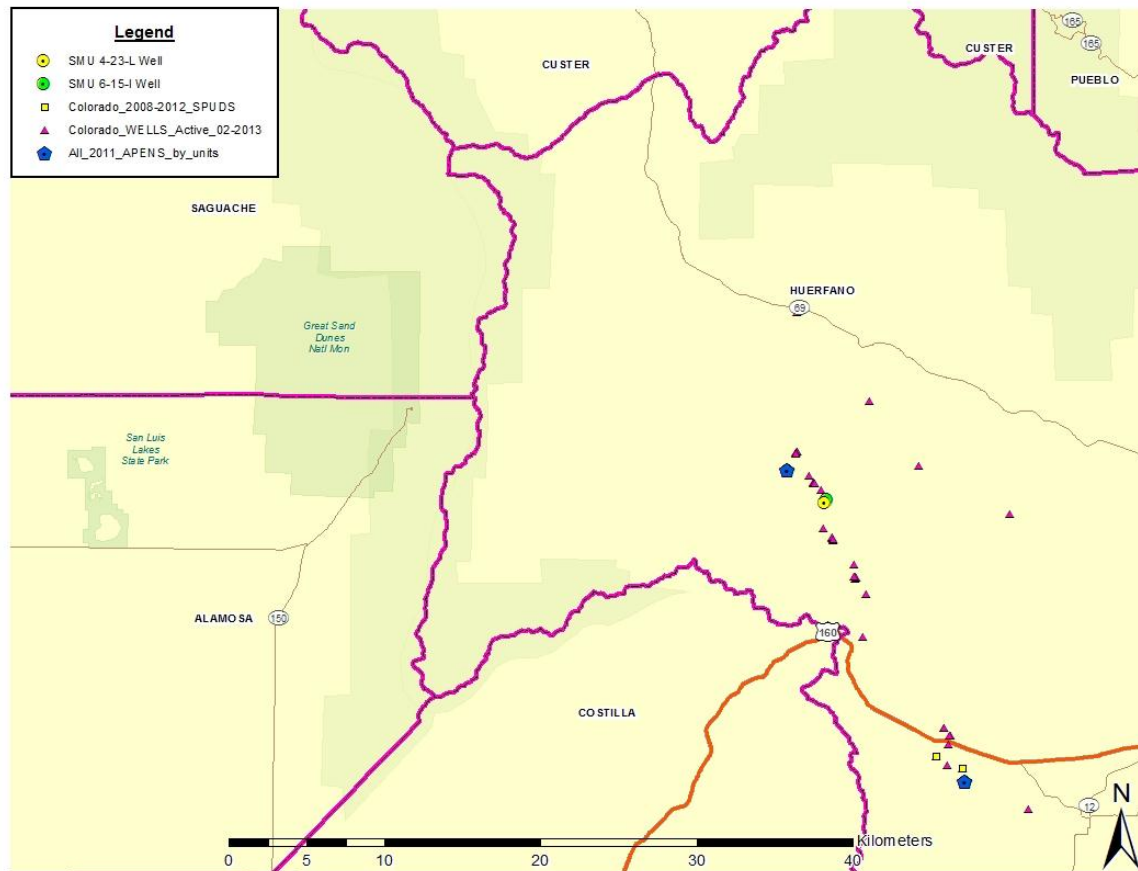 Legend
SMU 4-23-L Well
SMU 6-15-I Well
Colorado_2008-2012_SPUDS
Colorado_WELLS_Active_02-2013
All_2011_APENS_by_units
CUSTER
CUSTER
165
165
PUEBLO
SAGUACHE
HUERFANO
69
Great Sand
Dunes
Natl Mon
San Luis
Lakes
State Park
ALAMOSA
150
160
COSTILLA
12
N
Kilometers
0 5 10 20 30 40